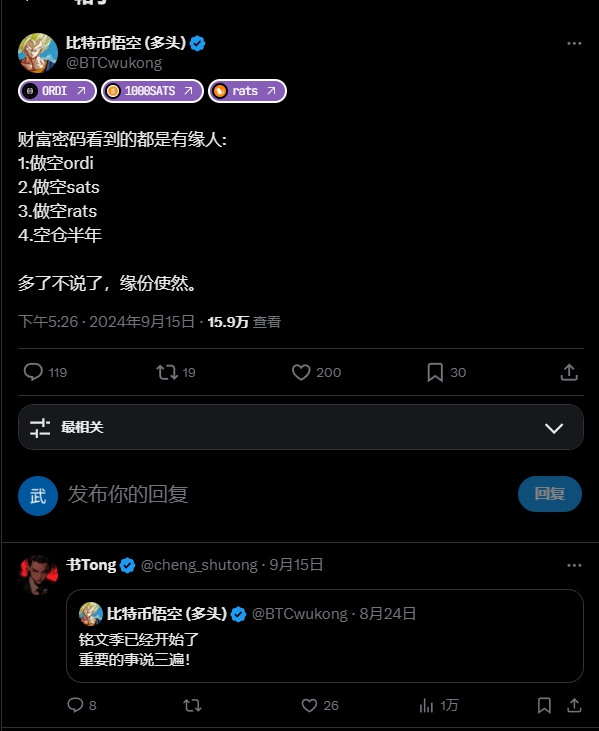 比特币悟空 (多头)
@BTCwukong
ORDI ↗ 1000SATS ↗ rats ↗
财富密码看到的都是有缘人:
1:做空ordi
2.做空sats
3.做空rats
4.空仓半年
多了不说了，缘份使然。
下午5:26 · 2024年9月15日 · 15.9万 查看
119 19 200 30
最相关
武 发布你的回复 回复
书Tong @cheng_shutong · 9月15日
比特币悟空 (多头) @BTCwukong · 8月24日
铭文季已经开始了
重要的事说三遍！
8 26 1万